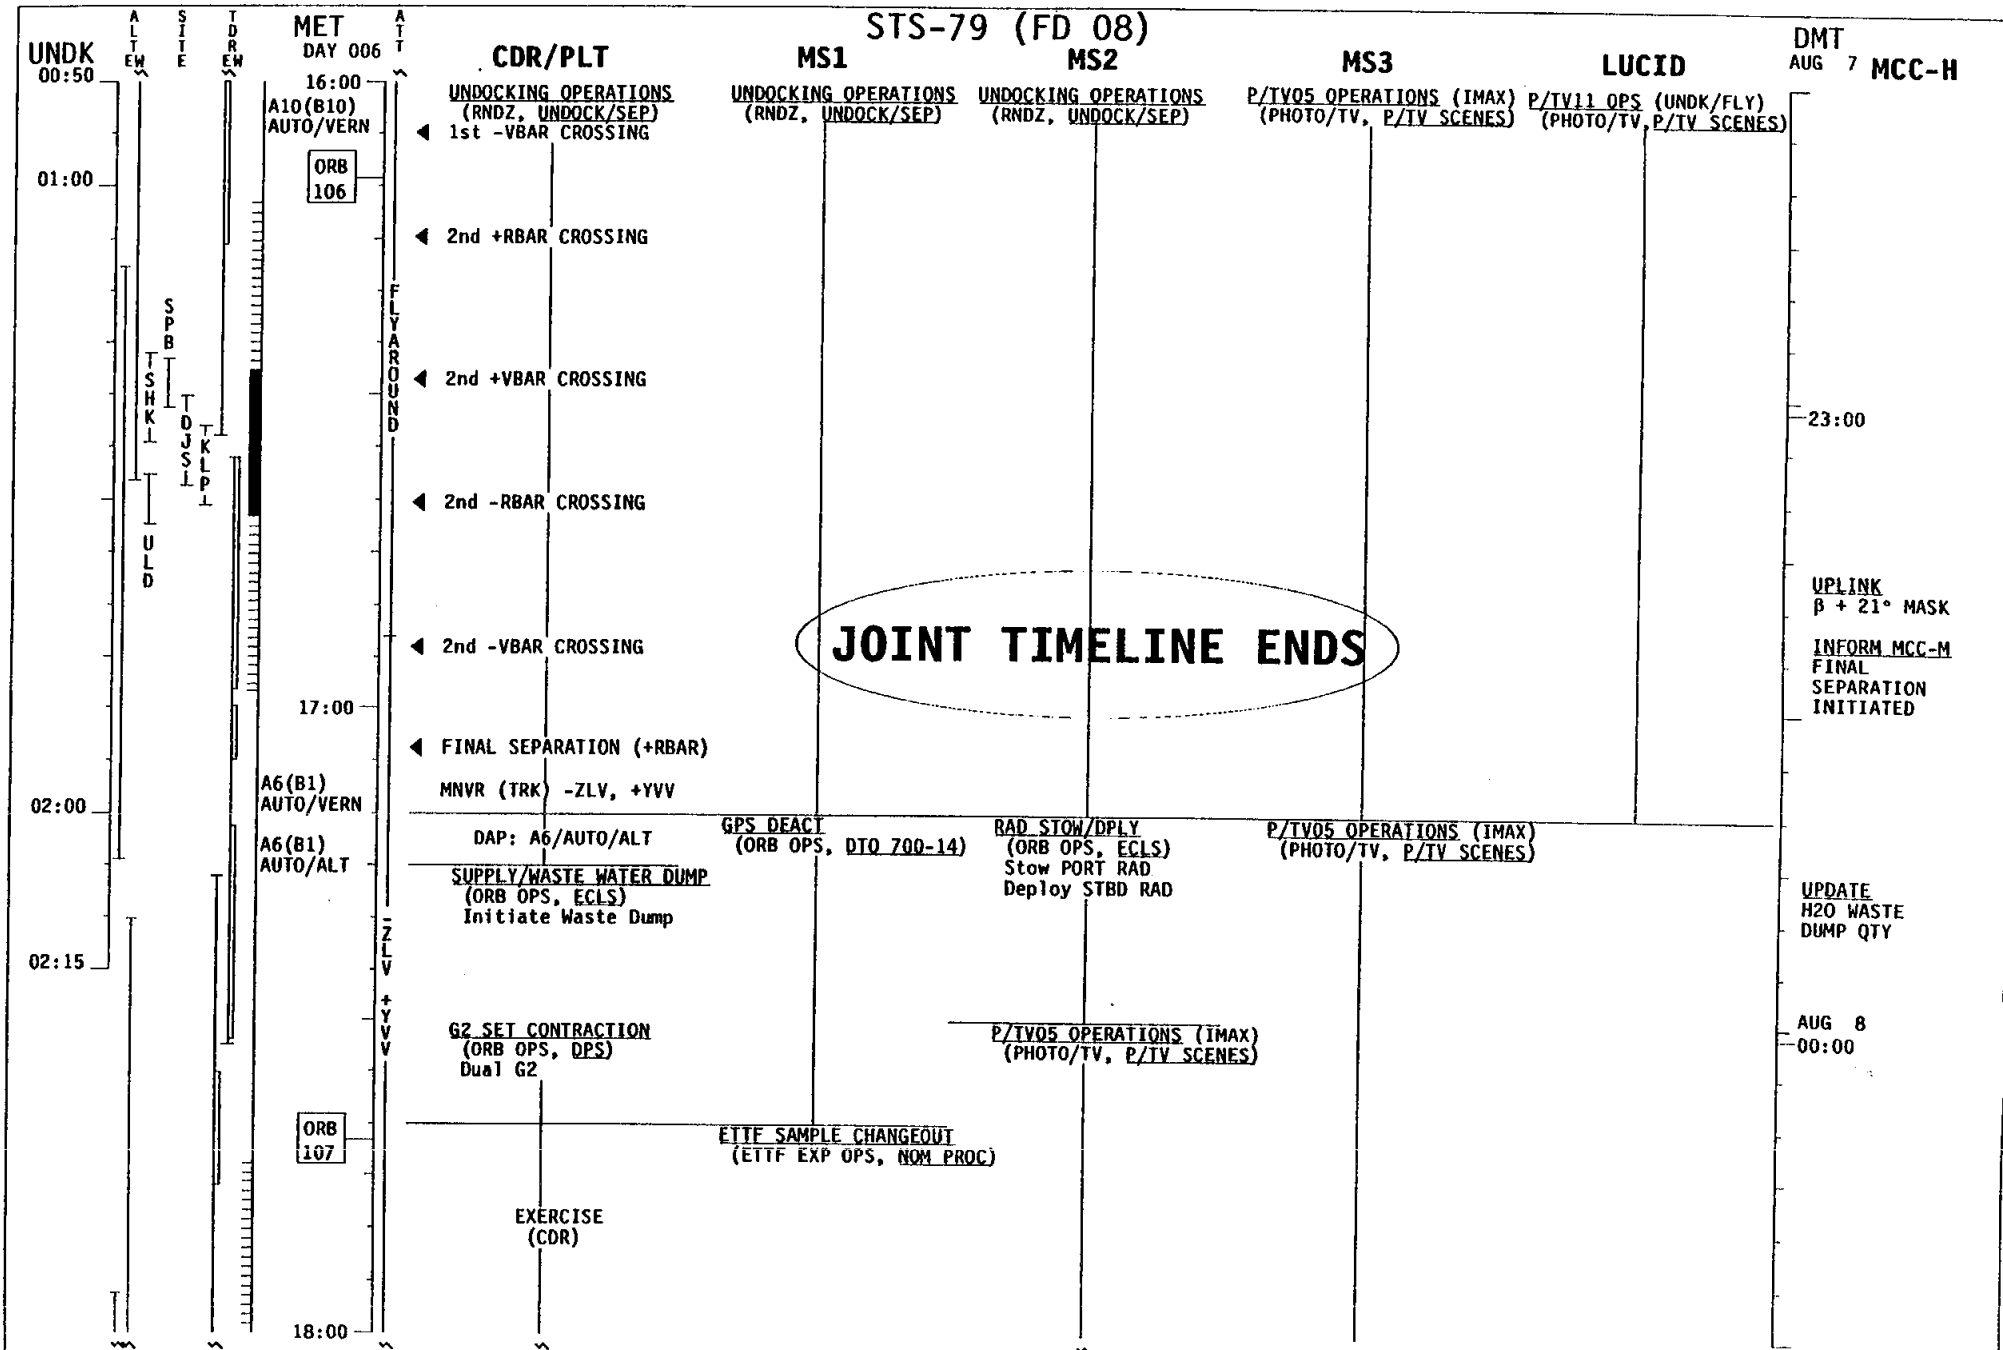 STS-79 (FD 08)
UNDK
ALT
E W
SITE
TDR
E W
MET
DAY 006
ATT
CDR/PLT
MS1
MS2
MS3
LUCID
DMT
AUG 7
MCC-H
00:50
16:00
A10(B10)
AUTO/VERN
UNDOCKING OPERATIONS
(RNDZ, UNDOCK/SEP)
1st -VBAR CROSSING
UNDOCKING OPERATIONS
(RNDZ, UNDOCK/SEP)
UNDOCKING OPERATIONS
(RNDZ, UNDOCK/SEP)
P/TV05 OPERATIONS (IMAX)
(PHOTO/TV, P/TV SCENES)
P/TV11 OPS (UNDK/FLY)
(PHOTO/TV, P/TV SCENES)
ORB
106
01:00
2nd +RBAR CROSSING
FLYAROUND
SPB
SHK
DJS
KLP
ULD
2nd +VBAR CROSSING
23:00
2nd -RBAR CROSSING
UPLINK
β + 21° MASK
JOINT TIMELINE ENDS
2nd -VBAR CROSSING
INFORM MCC-M
FINAL
SEPARATION
INITIATED
17:00
FINAL SEPARATION (+RBAR)
A6(B1)
AUTO/VERN
MNVR (TRK) -ZLV, +YVV
02:00
A6(B1)
AUTO/ALT
DAP: A6/AUTO/ALT
GPS DEACT
(ORB OPS, DTO 700-14)
RAD STOW/DPLY
(ORB OPS, ECLS)
Stow PORT RAD
Deploy STBD RAD
P/TV05 OPERATIONS (IMAX)
(PHOTO/TV, P/TV SCENES)
SUPPLY/WASTE WATER DUMP
(ORB OPS, ECLS)
Initiate Waste Dump
UPDATE
H2O WASTE
DUMP QTY
-ZLV +YVV
02:15
G2 SET CONTRACTION
(ORB OPS, DPS)
Dual G2
P/TV05 OPERATIONS (IMAX)
(PHOTO/TV, P/TV SCENES)
AUG 8
00:00
ORB
107
ETTF SAMPLE CHANGEOUT
(ETTF EXP OPS, NOM PROC)
EXERCISE
(CDR)
18:00